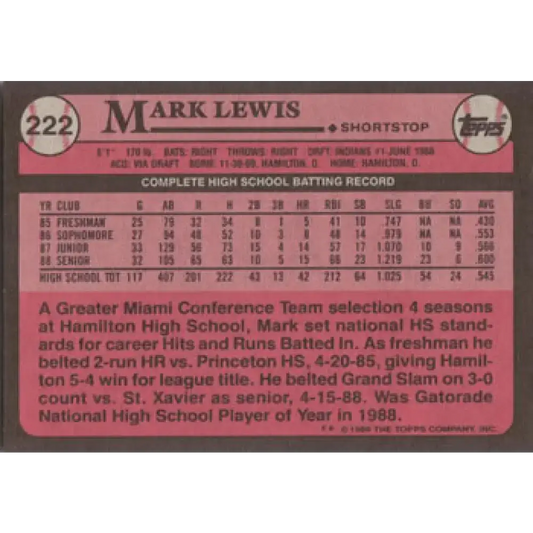 222
MARK LEWIS
SHORTSTOP
Topps
6'1" 170 lb. BATS: RIGHT THROWS: RIGHT DRAFT: INDIANS #1-JUNE 1988
ACQ: VIA DRAFT BORN: 11-30-69, HAMILTON, O. HOME: HAMILTON, O.
COMPLETE HIGH SCHOOL BATTING RECORD
YR CLUB G AB R H 2B 3B HR RBI SB SLG BB SO AVG
85 FRESHMAN 25 79 32 34 8 1 5 41 10 .747 NA NA .430
86 SOPHOMORE 27 94 48 52 10 3 8 48 14 .979 NA NA .553
87 JUNIOR 33 129 56 73 15 4 14 57 17 1.070 10 9 .566
88 SENIOR 32 105 65 63 10 5 15 66 23 1.219 23 6 .600
HIGH SCHOOL TOT 117 407 201 222 43 13 42 212 64 1.025 54 24 .545
A Greater Miami Conference Team selection 4 seasons
at Hamilton High School, Mark set national HS stand-
ards for career Hits and Runs Batted In. As freshman he
belted 2-run HR vs. Princeton HS, 4-20-85, giving Hamil-
ton 5-4 win for league title. He belted Grand Slam on 3-0
count vs. St. Xavier as senior, 4-15-88. Was Gatorade
National High School Player of Year in 1988.
** © 1989 THE TOPPS COMPANY, INC.